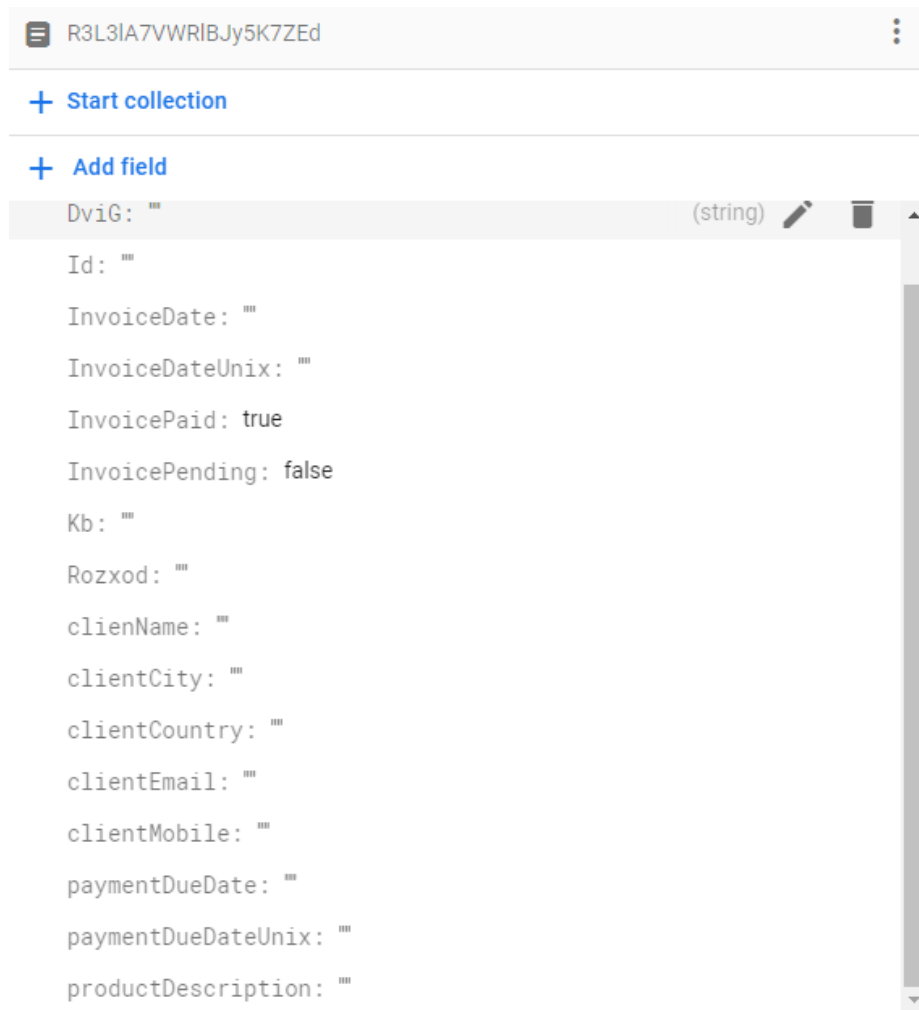 R3L3lA7VWRlBJy5K7ZEd
+ Start collection
+ Add field
DviG: "" (string)
Id: ""
InvoiceDate: ""
InvoiceDateUnix: ""
InvoicePaid: true
InvoicePending: false
Kb: ""
Rozxod: ""
clienName: ""
clientCity: ""
clientCountry: ""
clientEmail: ""
clientMobile: ""
paymentDueDate: ""
paymentDueDateUnix: ""
productDescription: ""